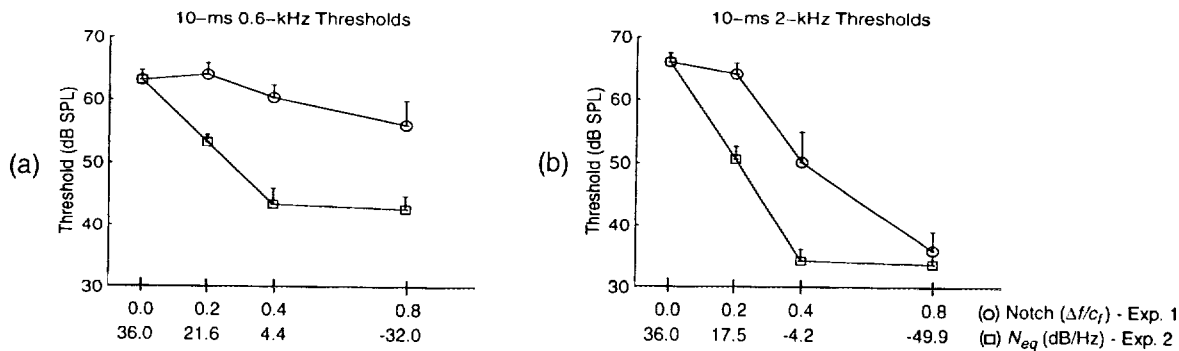 10-ms 0.6-kHz Thresholds
(a)
Threshold (dB SPL)
70
60
50
40
30
0.0 0.2 0.4 0.8
36.0 21.6 4.4 -32.0
10-ms 2-kHz Thresholds
(b)
Threshold (dB SPL)
70
60
50
40
30
0.0 0.2 0.4 0.8 (o) Notch (Δf/c_f) - Exp. 1
36.0 17.5 -4.2 -49.9 (□) N_eq (dB/Hz) - Exp. 2